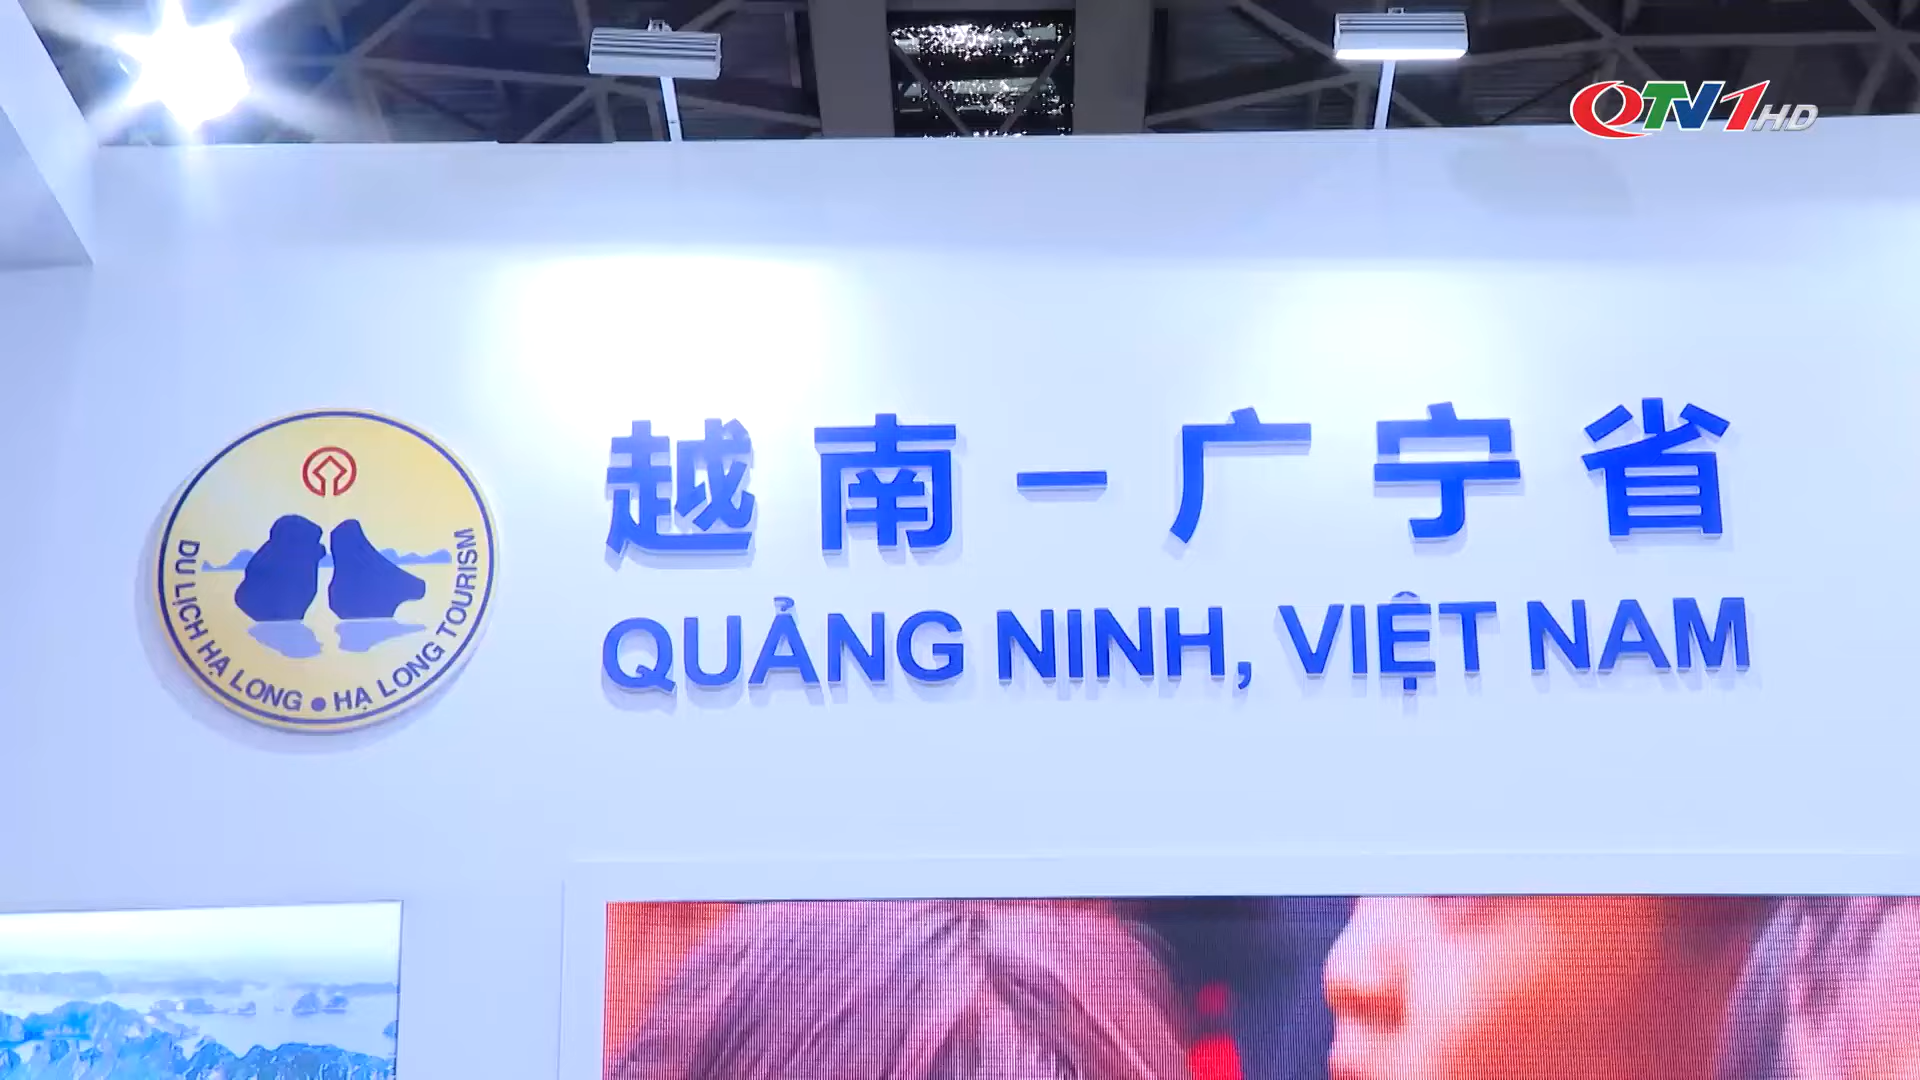 QTV1HD
越南－广宁省
QUẢNG NINH, VIỆT NAM
DU LỊCH HẠ LONG • HẠ LONG TOURISM